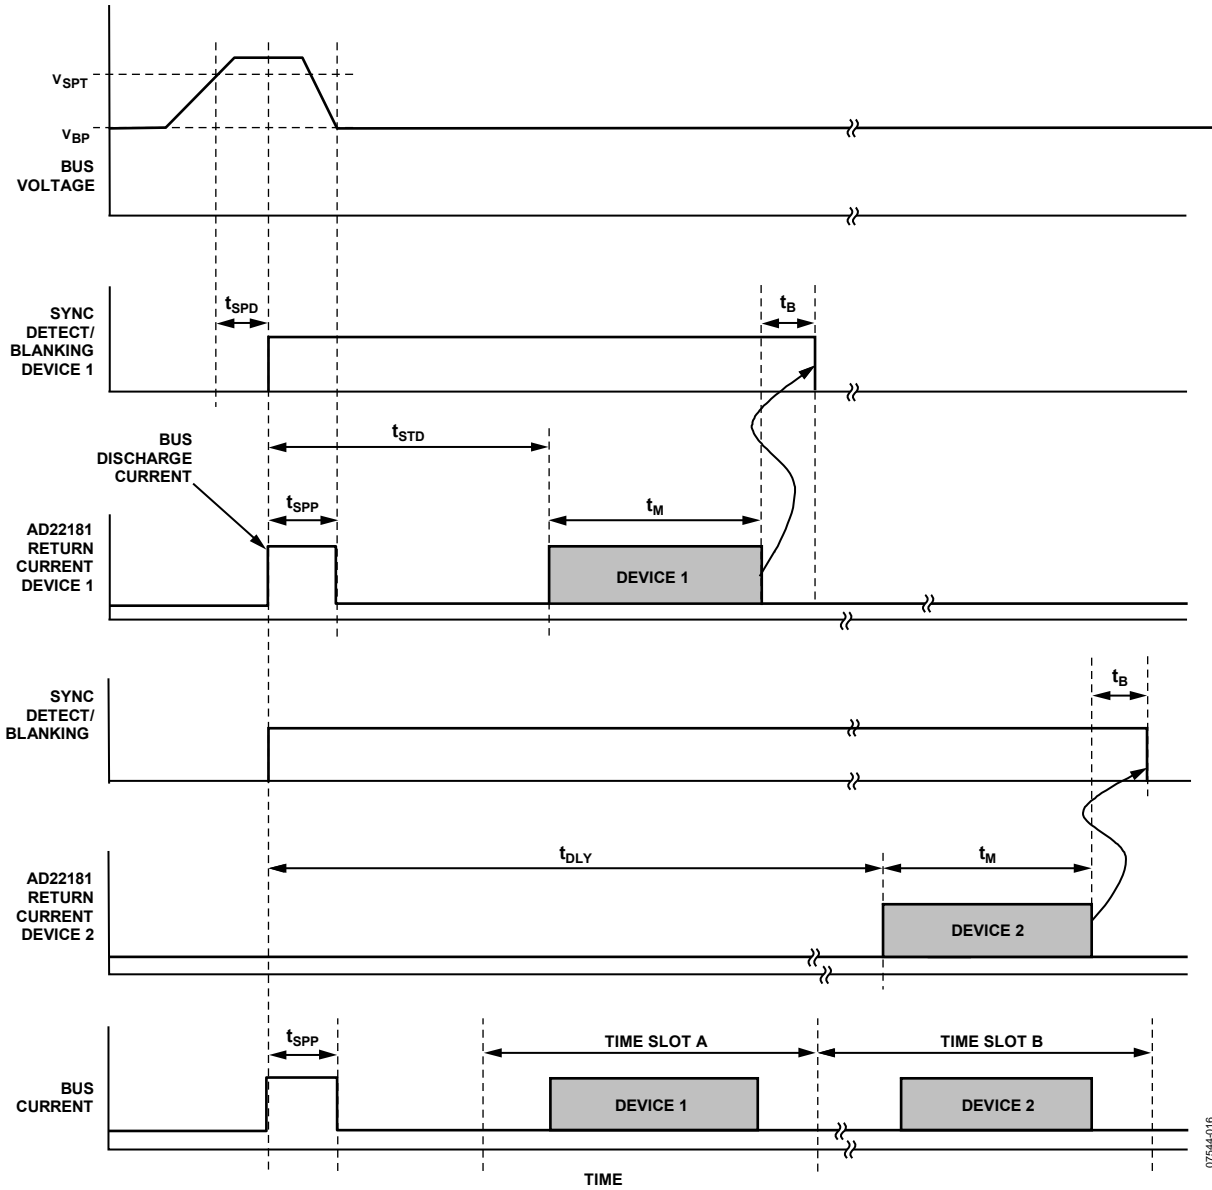 VSPT
VBP
BUS
VOLTAGE
SYNC
DETECT/
BLANKING
DEVICE 1
tSPD
tB
BUS
DISCHARGE
CURRENT
tSTD
tSPP
tM
AD22181
RETURN
CURRENT
DEVICE 1
DEVICE 1
SYNC
DETECT/
BLANKING
tB
tDLY
tM
AD22181
RETURN
CURRENT
DEVICE 2
DEVICE 2
tSPP
TIME SLOT A
TIME SLOT B
BUS
CURRENT
DEVICE 1
DEVICE 2
TIME
07544-016